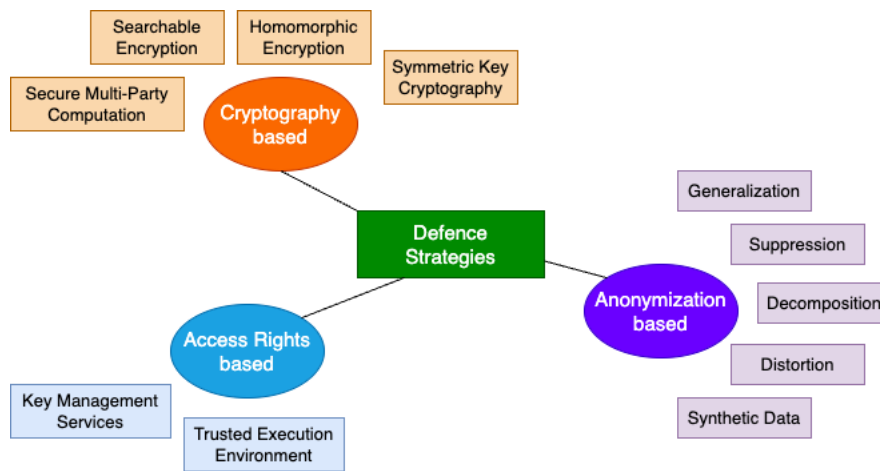 Searchable
Encryption
Homomorphic
Encryption
Symmetric Key
Cryptography
Secure Multi-Party
Computation
Cryptography
based
Generalization
Defence
Strategies
Suppression
Anonymization
based
Decomposition
Access Rights
based
Distortion
Key Management
Services
Synthetic Data
Trusted Execution
Environment